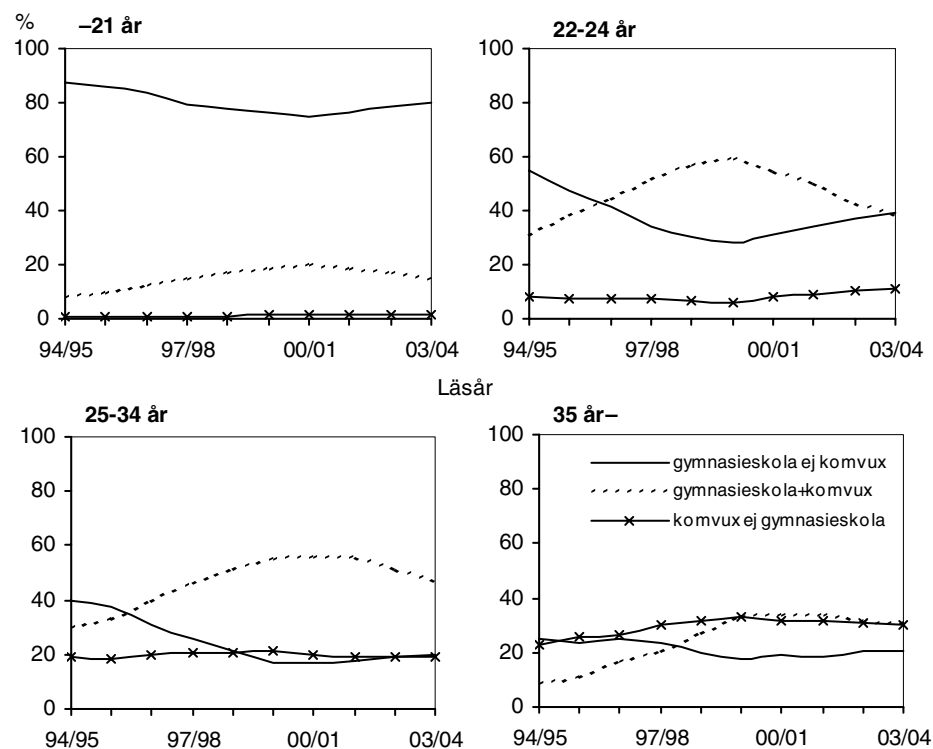 %
–21 år
100
80
60
40
20
0
94/95 97/98 00/01 03/04
22-24 år
100
80
60
40
20
0
94/95 97/98 00/01 03/04
Läsår
25-34 år
100
80
60
40
20
0
94/95 97/98 00/01 03/04
35 år–
100
80
60
40
20
0
gymnasieskola ej komvux
gymnasieskola+komvux
komvux ej gymnasieskola
94/95 97/98 00/01 03/04